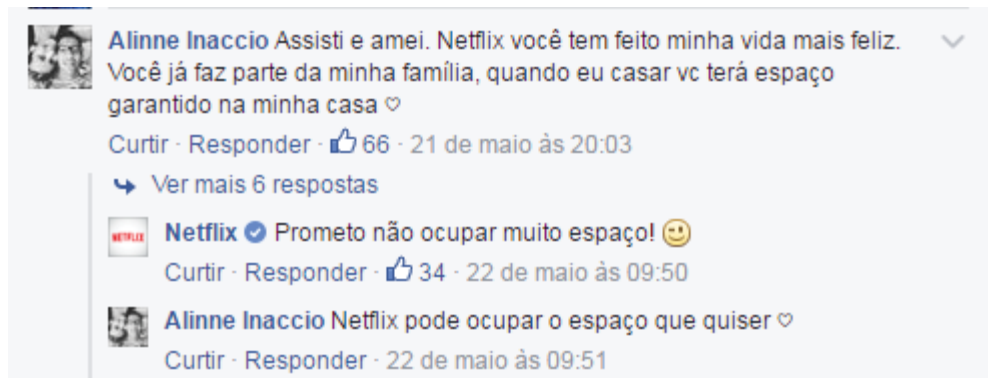 Alinne Inaccio Assisti e amei. Netflix você tem feito minha vida mais feliz.
Você já faz parte da minha família, quando eu casar vc terá espaço
garantido na minha casa ♡
Curtir · Responder · 66 · 21 de maio às 20:03
Ver mais 6 respostas
NETFLIX
Netflix Prometo não ocupar muito espaço! 😉
Curtir · Responder · 34 · 22 de maio às 09:50
Alinne Inaccio Netflix pode ocupar o espaço que quiser ♡
Curtir · Responder · 22 de maio às 09:51